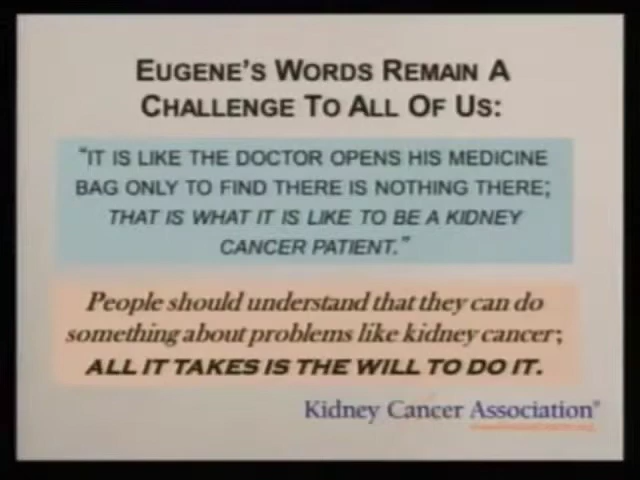 EUGENE'S WORDS REMAIN A
CHALLENGE TO ALL OF US:
"IT IS LIKE THE DOCTOR OPENS HIS MEDICINE
BAG ONLY TO FIND THERE IS NOTHING THERE;
THAT IS WHAT IT IS LIKE TO BE A KIDNEY
CANCER PATIENT."
People should understand that they can do
something about problems like kidney cancer;
ALL IT TAKES IS THE WILL TO DO IT.
Kidney Cancer Association®